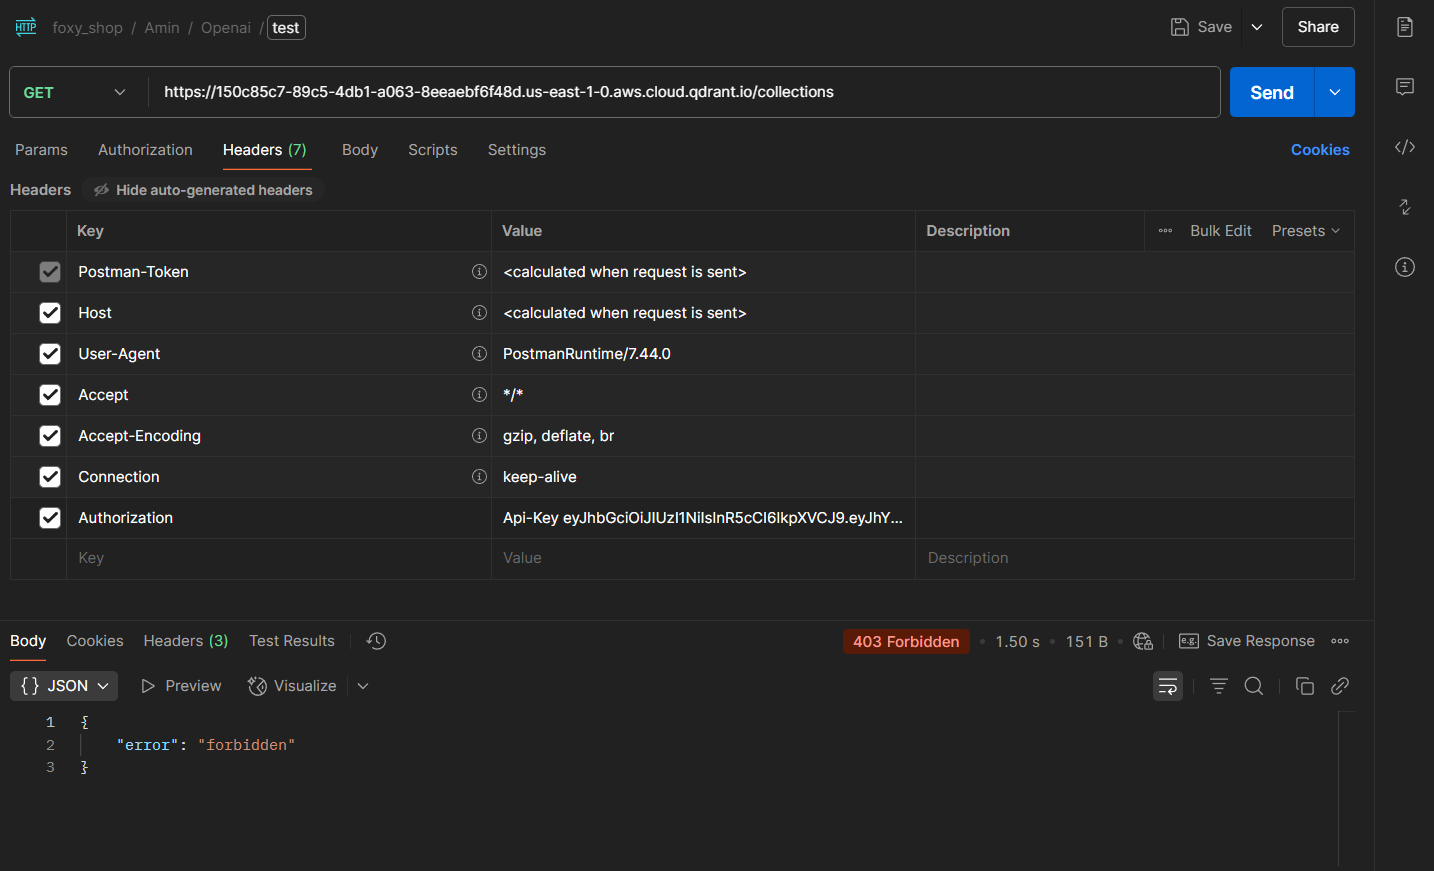 HTTP foxy_shop / Amin / Openai / test Save Share
GET https://150c85c7-89c5-4db1-a063-8eeaebf6f48d.us-east-1-0.aws.cloud.qdrant.io/collections Send
Params Authorization Headers (7) Body Scripts Settings Cookies
Headers Hide auto-generated headers
Key Value Description Bulk Edit Presets
Postman-Token <calculated when request is sent>
Host <calculated when request is sent>
User-Agent PostmanRuntime/7.44.0
Accept */*
Accept-Encoding gzip, deflate, br
Connection keep-alive
Authorization Api-Key eyJhbGciOiJIUzI1NiIsInR5cCI6IkpXVCJ9.eyJhY...
Key Value Description
Body Cookies Headers (3) Test Results 403 Forbidden • 1.50 s • 151 B • e.g. Save Response
{} JSON Preview Visualize
1 {
2 "error": "forbidden"
3 }